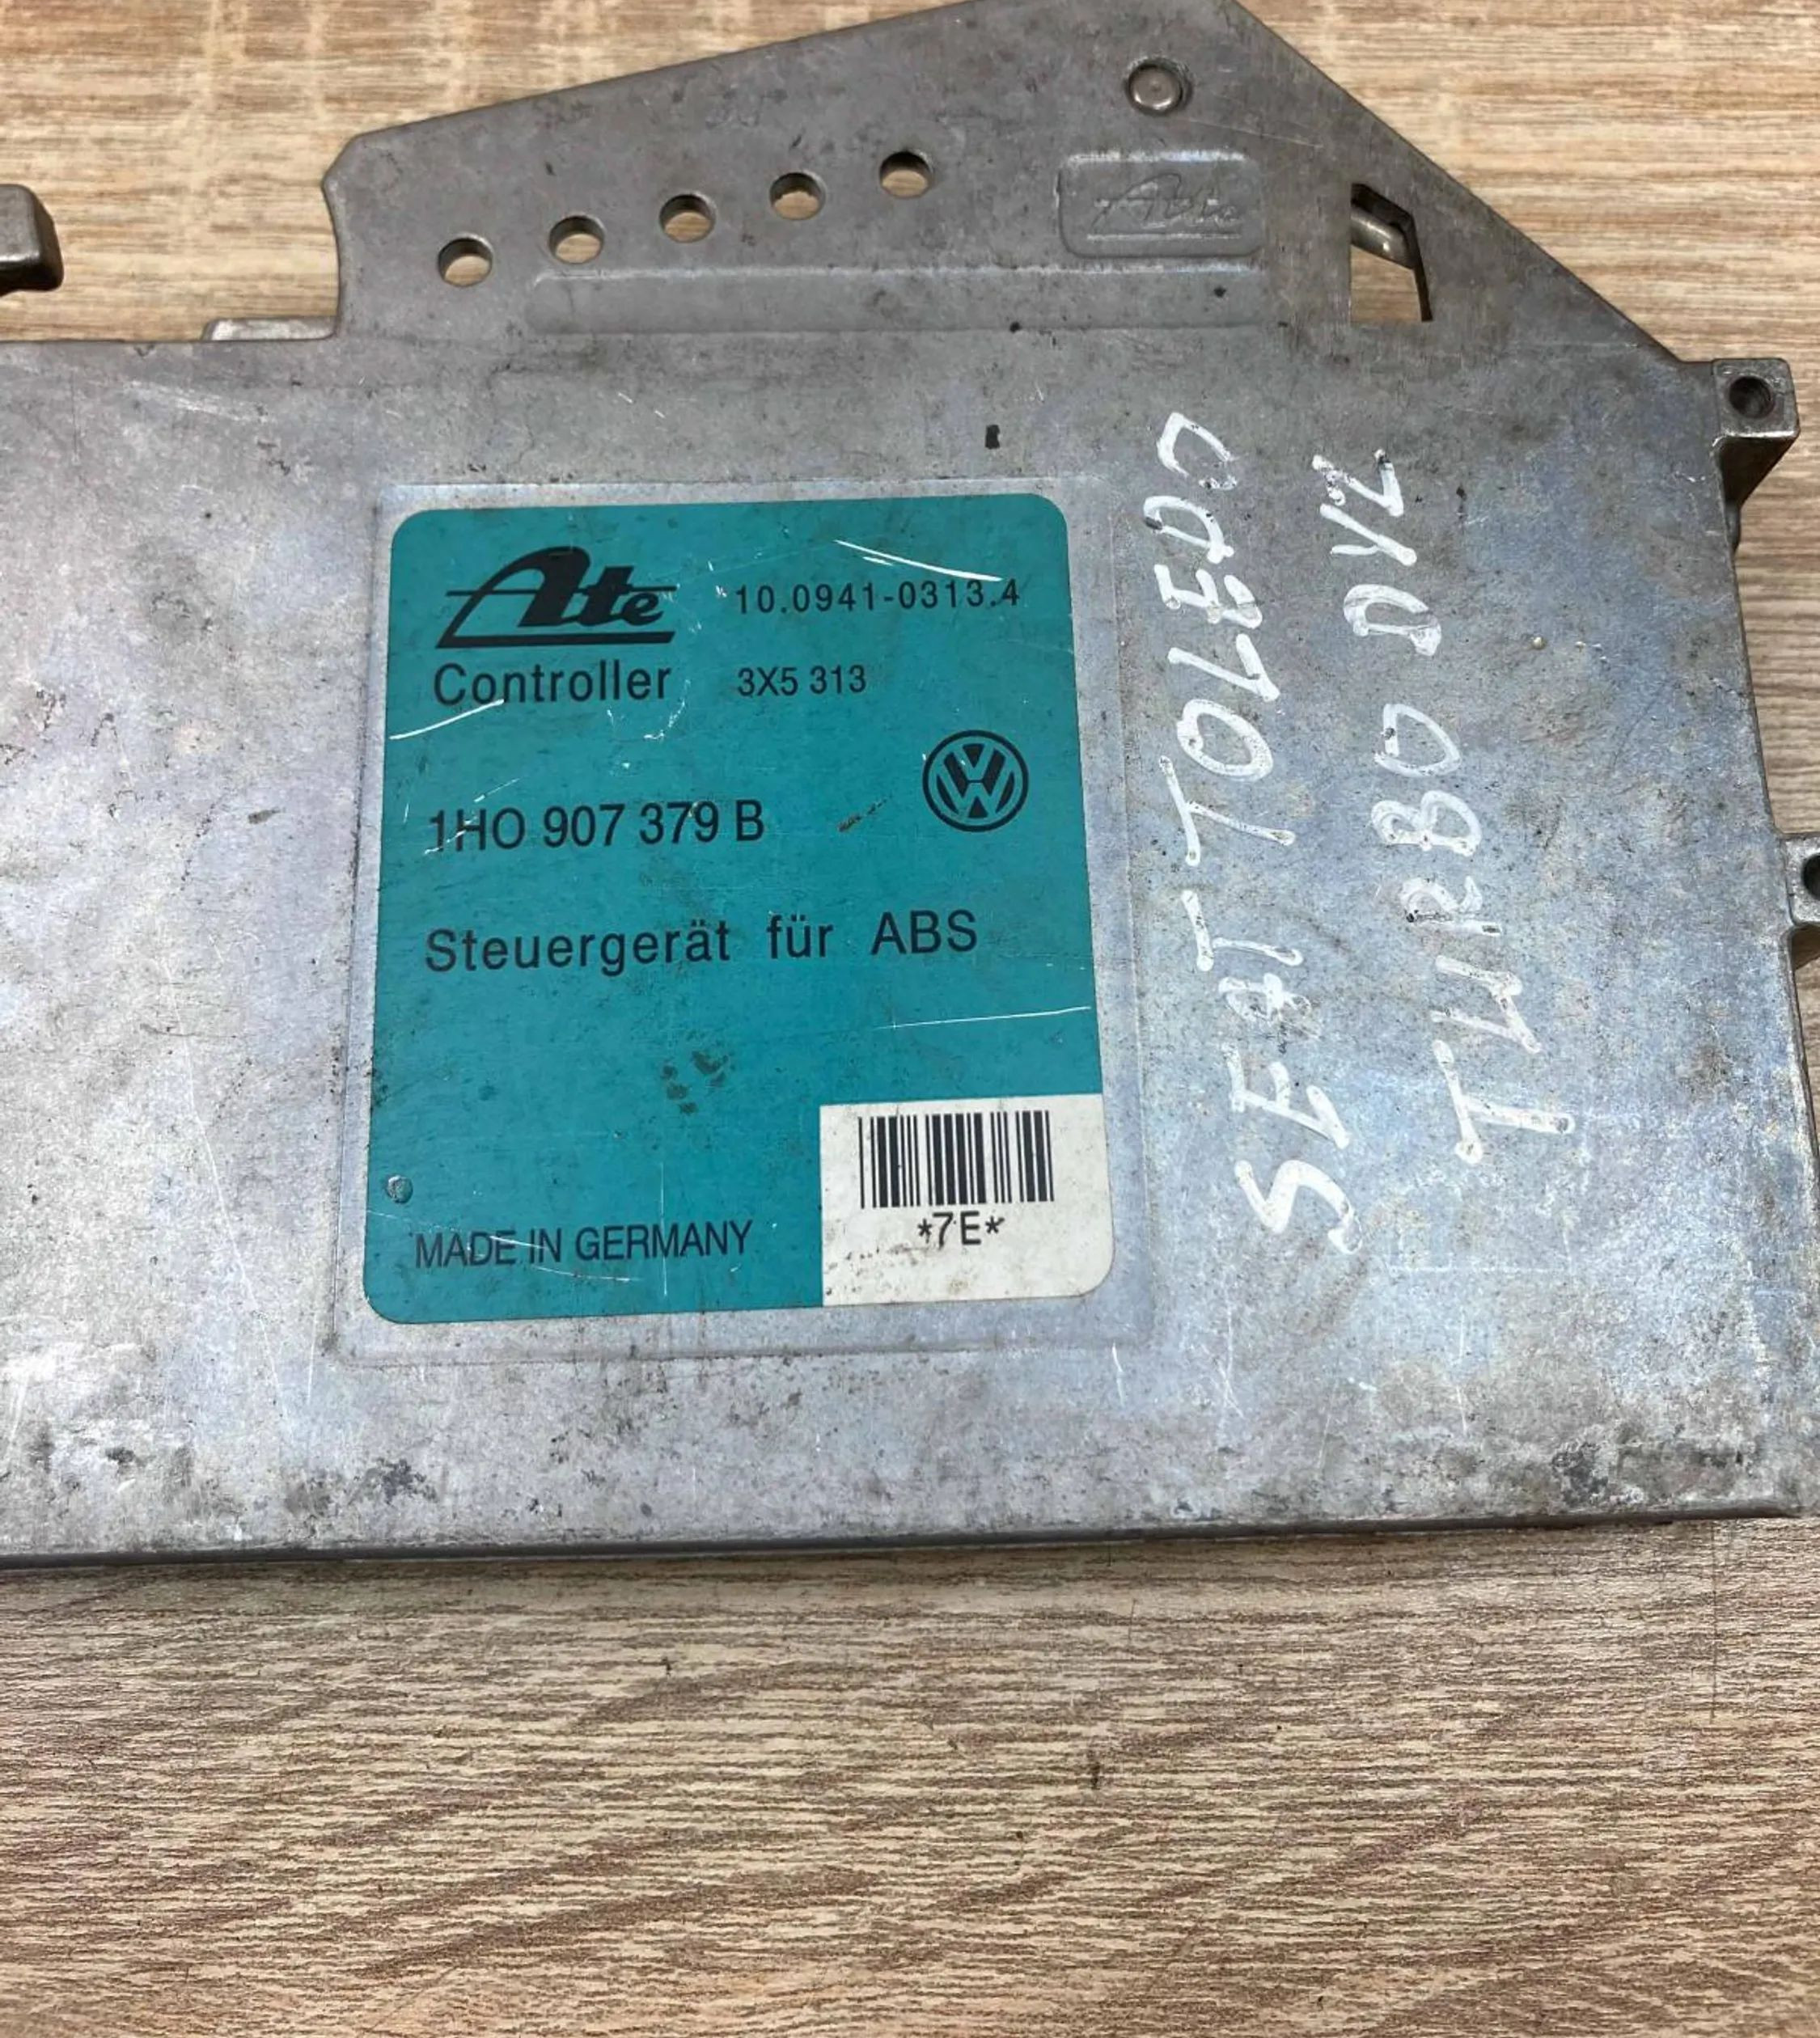 Ate
Ate 10.0941-0313.4
Controller 3X5 313
1HO 907 379 B
Steuergerät für ABS
MADE IN GERMANY
*7E*
SEAT TOLEDO
TURBO DYZ